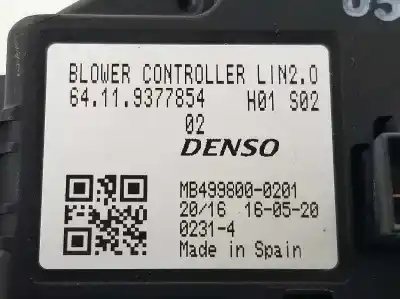 BLOWER CONTROLLER LIN2.0
64.11.9377854 H01 S02
02
DENSO
MB499800-0201
20/16 16-05-20
0231-4
Made in Spain